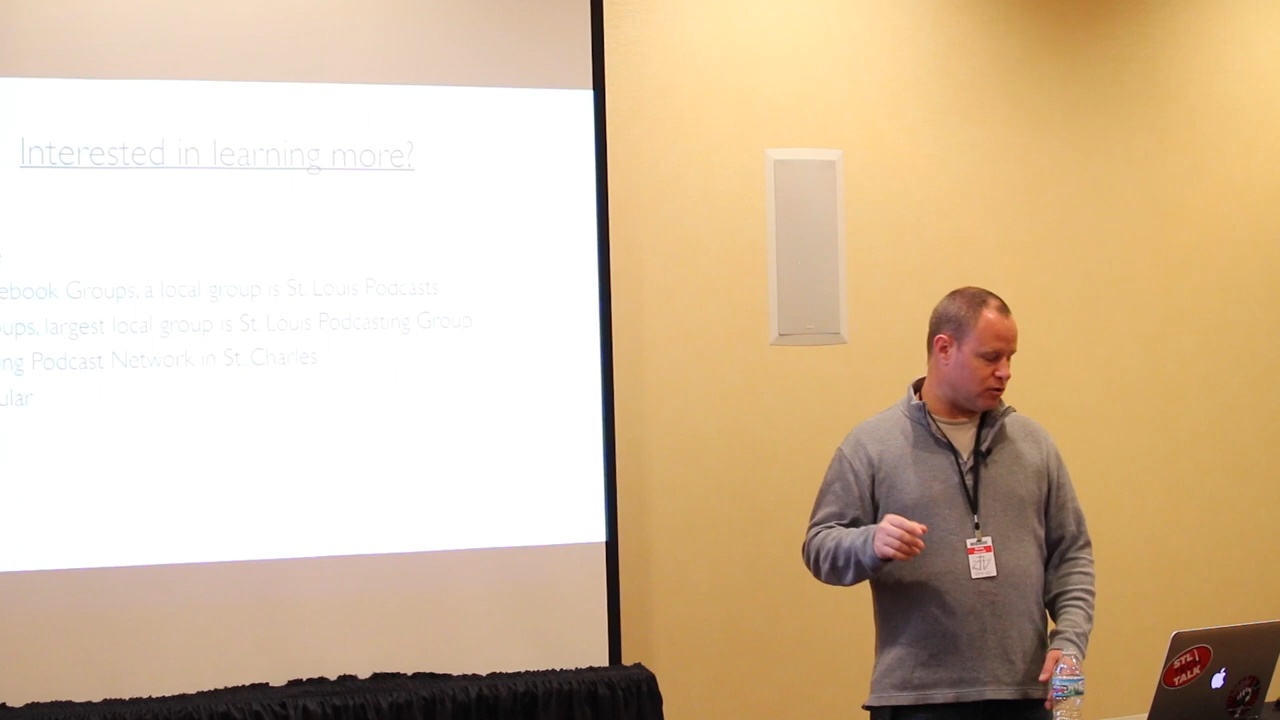 Interested in learning more?
ebook Groups, a local group is St. Louis Podcasts
ups, largest local group is St. Louis Podcasting Group
ng Podcast Network in St. Charles
ular
STL
TALK